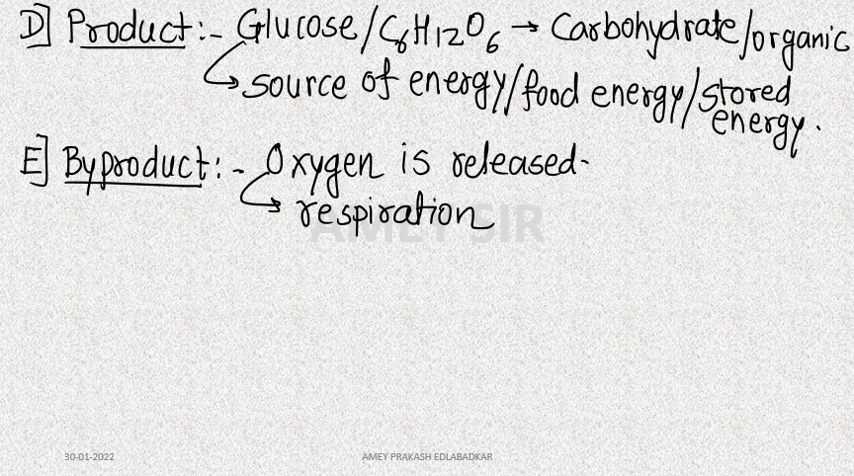 D] Product:- Glucose/C₆H₁₂O₆ → Carbohydrate/organic
↳ source of energy/food energy/stored
energy.
E] Byproduct:- Oxygen is released.
↳ respiration
AMEY SIR
30-01-2022 AMEY PRAKASH EDLABADKAR